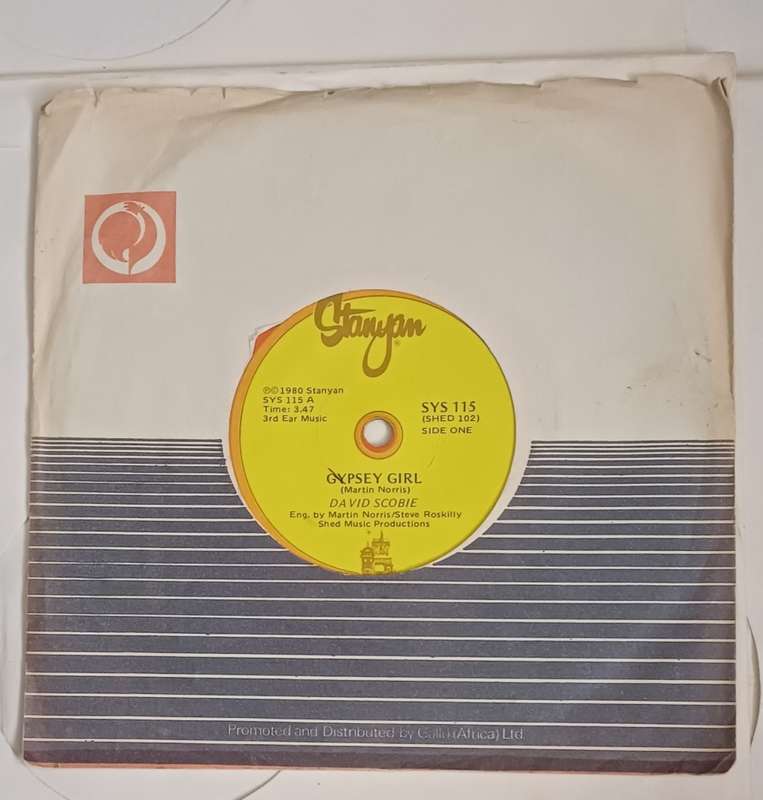 Stanyan
℗©1980 Stanyan
SYS 115 A
Time: 3.47
3rd Ear Music
SYS 115
(SHED 102)
SIDE ONE
GYPSEY GIRL
(Martin Norris)
DAVID SCOBIE
Eng. by Martin Norris/Steve Roskilly
Shed Music Productions
Promoted and Distributed by Gallo (Africa) Ltd.